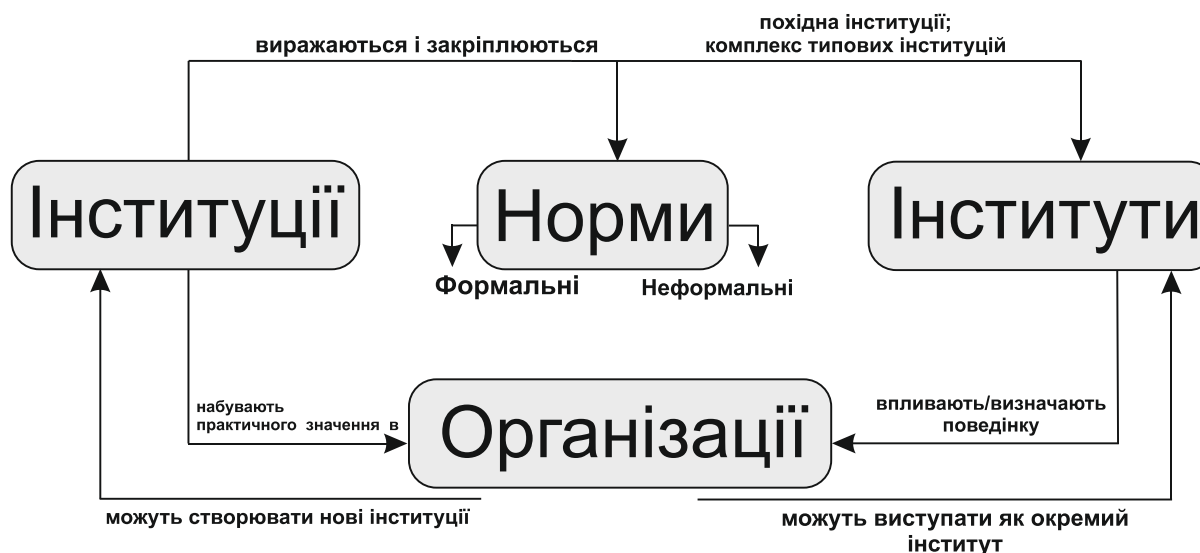 похідна інституції;
виражаються і закріплюються
комплекс типових інституцій
Інституції
Норми
Інститути
Формальні
Неформальні
набувають
практичного значення в
Організації
впливають/визначають
поведінку
можуть створювати нові інституції
можуть виступати як окремий
інститут